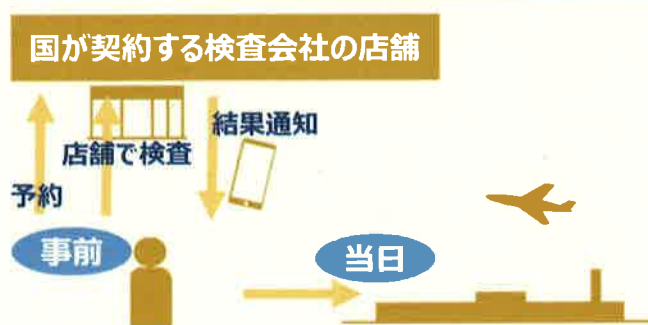 国が契約する検査会社の店舗
結果通知
店舗で検査
予約
事前
当日